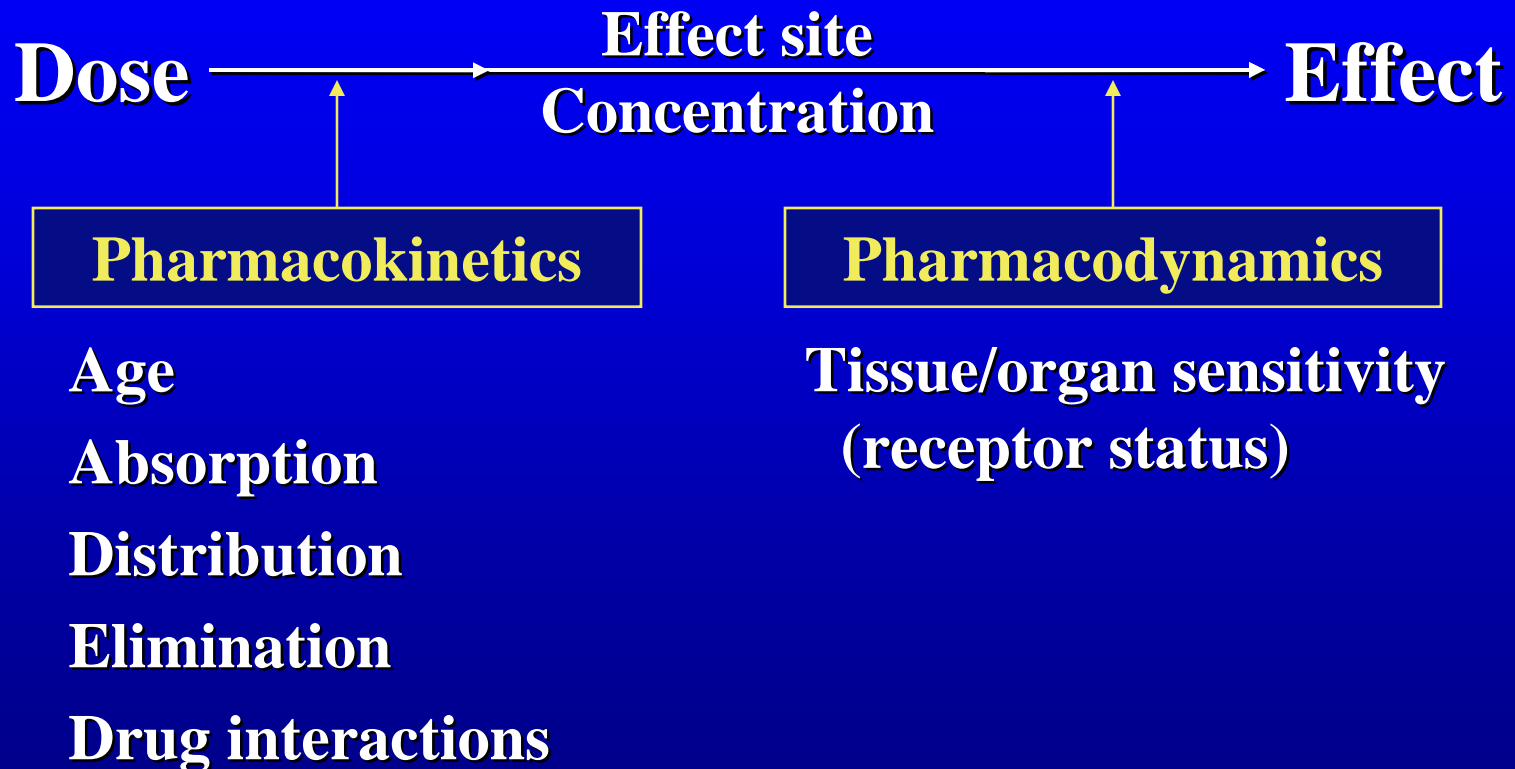 Dose
Effect site
Concentration
Effect
Pharmacokinetics
Age
Absorption
Distribution
Elimination
Drug interactions
Pharmacodynamics
Tissue/organ sensitivity
(receptor status)